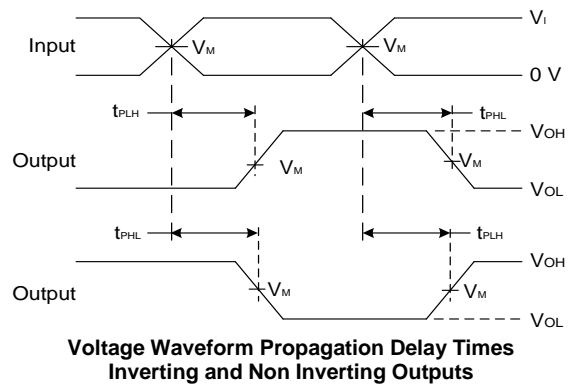 VI
Input VM VM
0 V
tPLH tPHL
VOH
Output VM VM
VOL
tPHL tPLH
VOH
Output VM VM
VOL
Voltage Waveform Propagation Delay Times
Inverting and Non Inverting Outputs